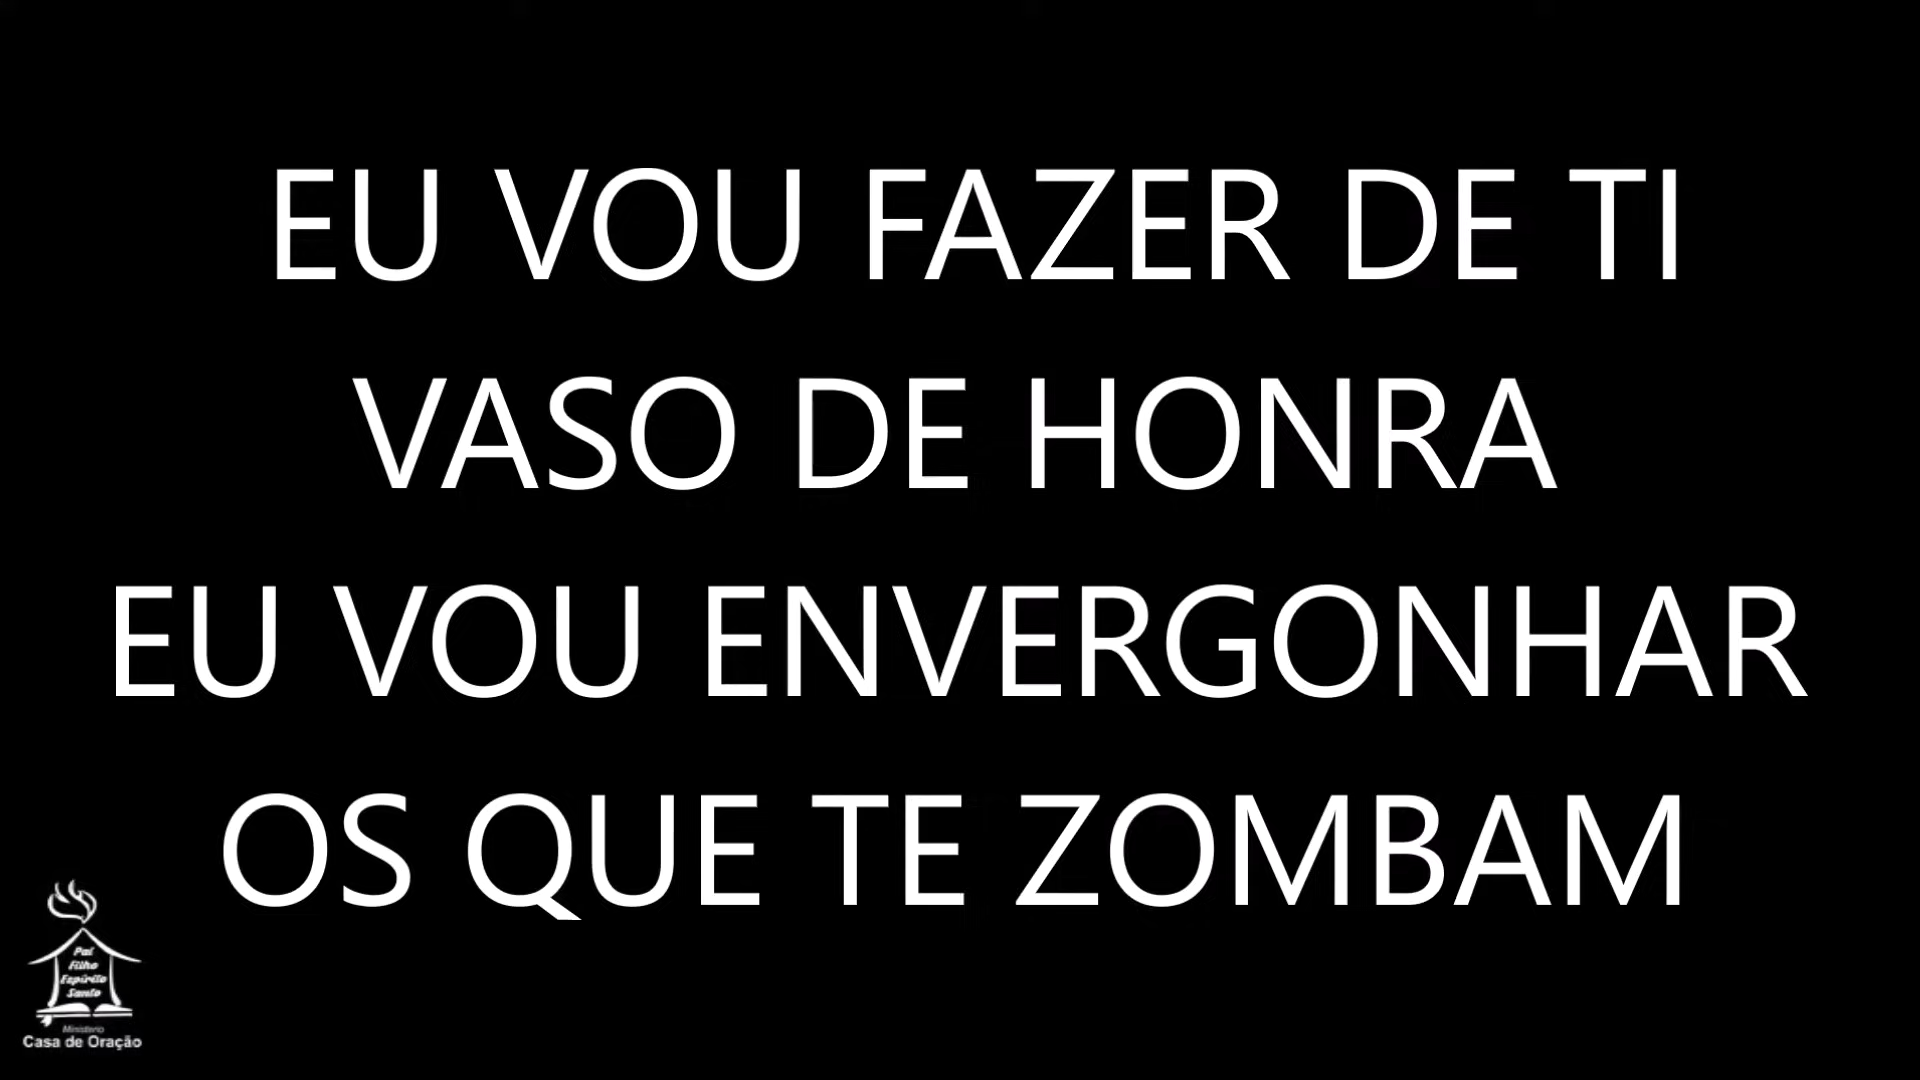 EU VOU FAZER DE TI
VASO DE HONRA
EU VOU ENVERGONHAR
OS QUE TE ZOMBAM
Pai
Filho
Espírito
Santo
Ministerio
Casa de Oração